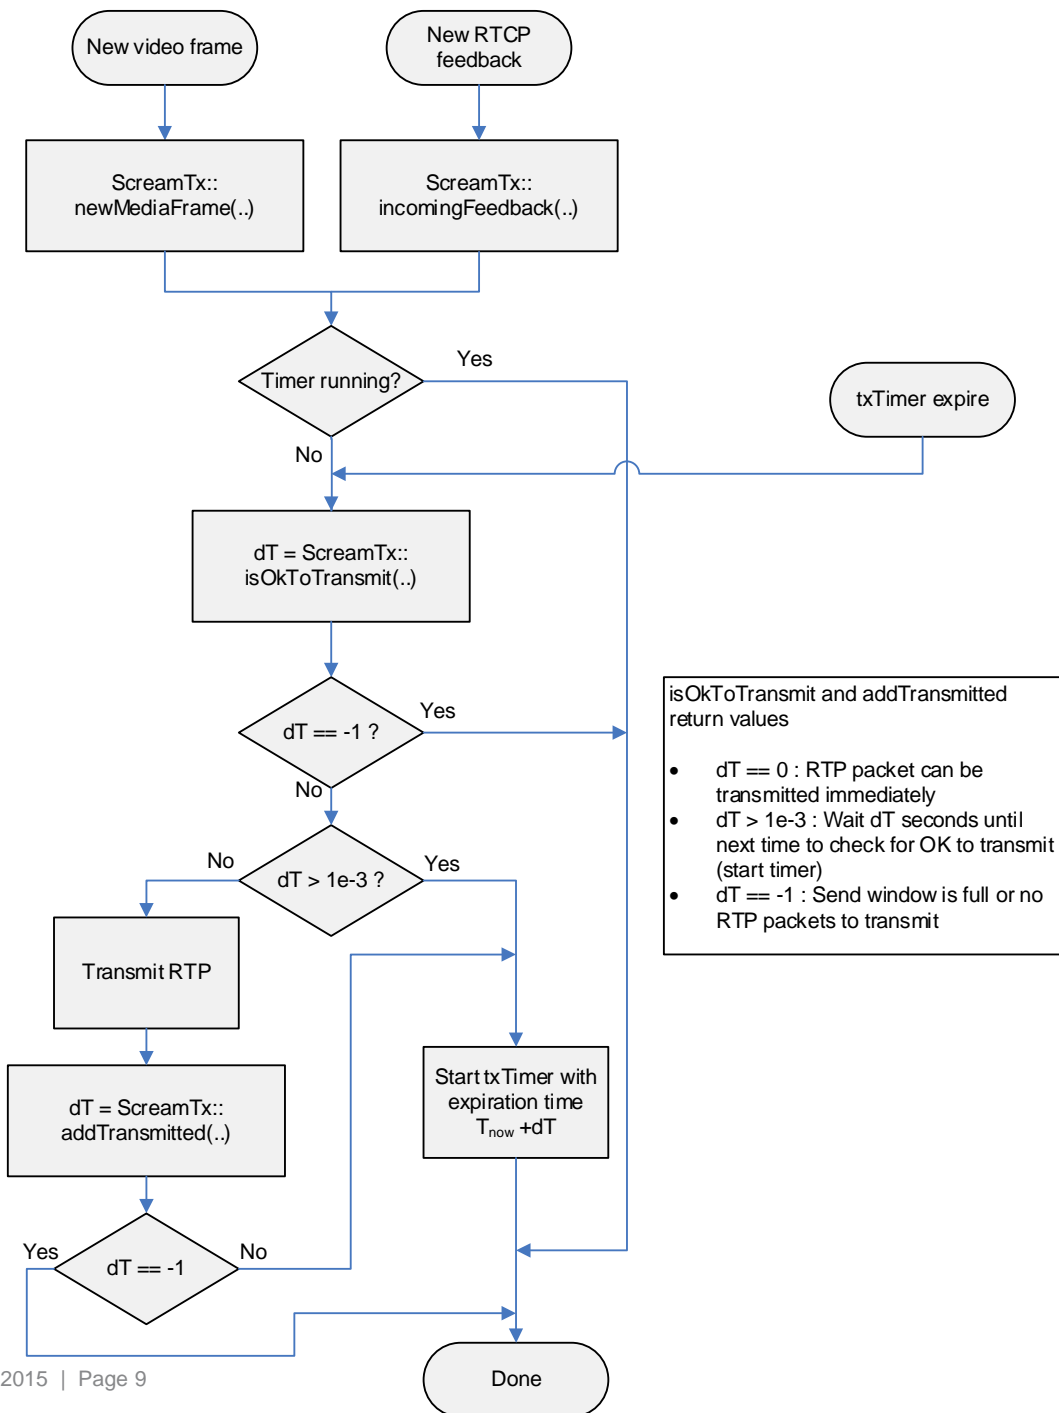 New video frame
New RTCP
feedback
ScreamTx::
newMediaFrame(..)
ScreamTx::
incomingFeedback(..)
Timer running?
Yes
No
txTimer expire
dT = ScreamTx::
isOkToTransmit(..)
dT == -1 ?
Yes
No
isOkToTransmit and addTransmitted
return values
• dT == 0 : RTP packet can be
transmitted immediately
• dT > 1e-3 : Wait dT seconds until
next time to check for OK to transmit
(start timer)
• dT == -1 : Send window is full or no
RTP packets to transmit
dT > 1e-3 ?
No
Yes
Transmit RTP
dT = ScreamTx::
addTransmitted(..)
Start txTimer with
expiration time
Tnow +dT
dT == -1
Yes
No
Done
2015 | Page 9